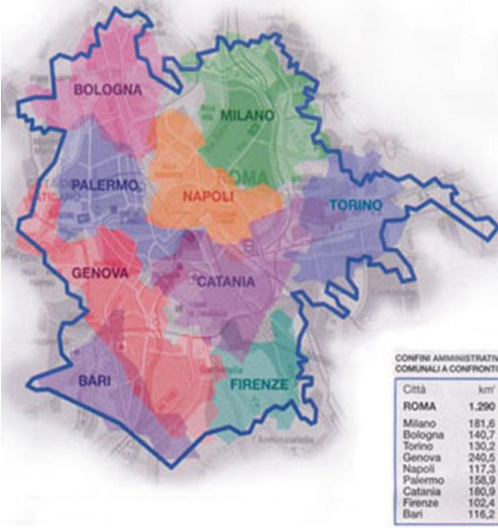 BOLOGNA
MILANO
ROMA
PALERMO
NAPOLI
TORINO
GENOVA
CATANIA
BARI
FIRENZE
CONFINI AMMINISTRATIV
COMUNALI A CONFRONTO
Città km²
ROMA 1.290
Milano 181,6
Bologna 140,7
Torino 130,2
Genova 240,5
Napoli 117,3
Palermo 158,9
Catania 180,9
Firenze 102,4
Bari 116,2